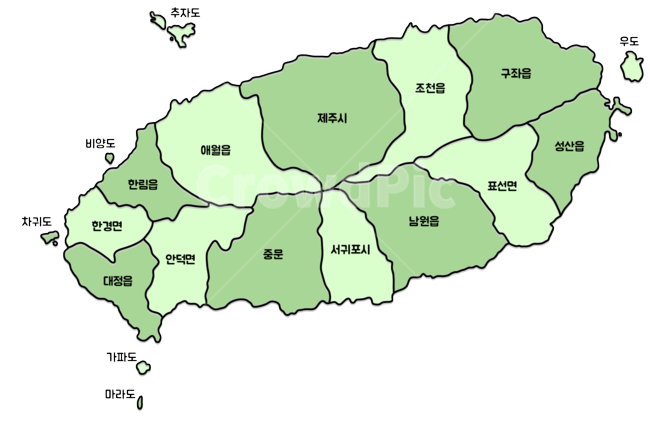 추자도
우도
구좌읍
조천읍
제주시
비양도
애월읍
성산읍
한림읍
표선면
CrowdPic
차귀도
한경면
남원읍
서귀포시
중문
안덕면
대정읍
가파도
마라도